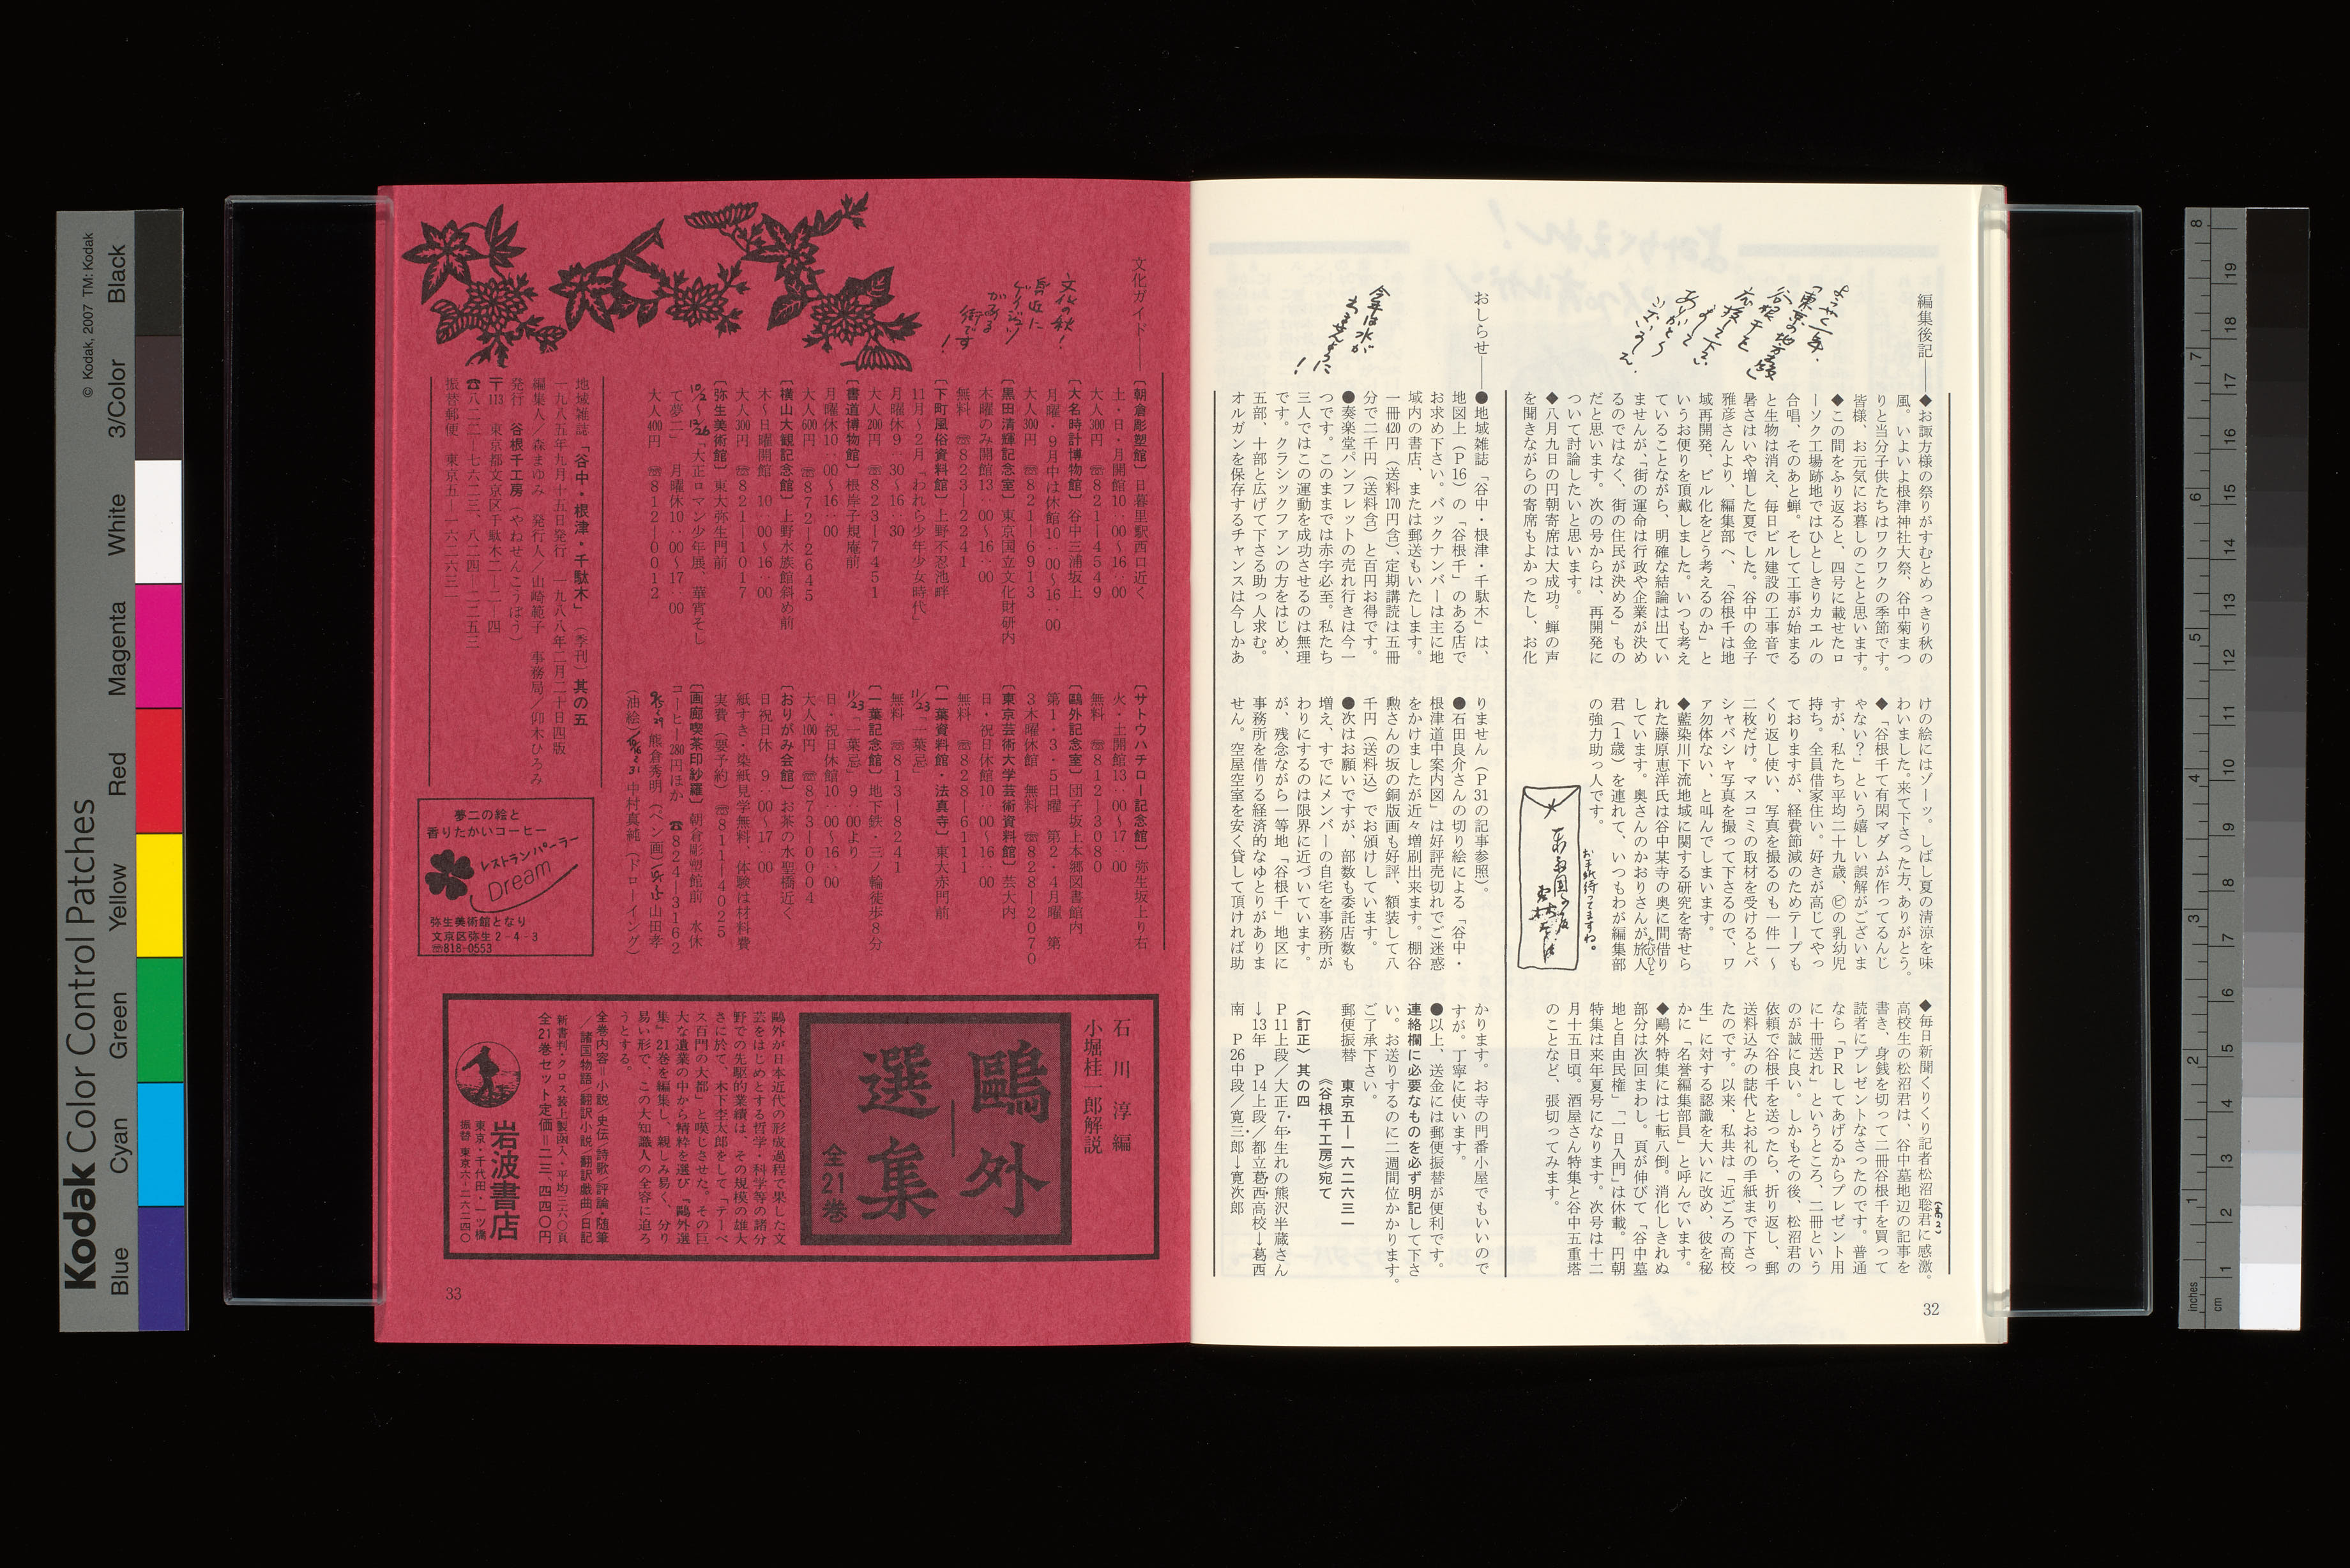 編集後記
◆お諏方様の祭りがすむとめっきり秋の
風。いよいよ根津神社大祭、谷中菊まつ
りと当分子供たちはワクワクの季節です。
皆様、お元気にお暮しのことと思います。
◆この間をふり返ると、四号に載せたロ
ーソク工場跡地ではひとしきりカエルの
合唱、そのあと蝉。そして工事が始まる
と生物は消え、毎日ビル建設の工事音で
暑さはいや増した夏でした。谷中の金子
雅彦さんより、編集部へ、「谷根千は地
域再開発、ビル化をどう考えるのか」と
いうお便りを頂戴しました。いつも考え
ていることながら、明確な結論は出てい
ませんが、「街の運命は行政や企業が決め
るのではなく、街の住民が決める」もの
だと思います。次の号からは、再開発に
ついて討論したいと思います。
◆八月九日の円朝寄席は大成功。蝉の声
を聞きながらの寄席もよかったし、お化
けの絵にはゾーッ。しばし夏の清涼を味
わいました。来て下さった方、ありがとう。
◆「谷根千て有閑マダムが作ってるんじ
ゃない?」という嬉しい誤解がございま
すが、私たち平均二十九歳、㋪の乳幼児
持ち。全員借家住い。好きが高じてやっ
ておりますが、経費節減のためテープも
くり返し使い、写真を撮るのも一件一〜
二枚だけ。マスコミの取材を受けるとバ
シャバシャ写真を撮って下さるので、ワ
ア勿体ない、と叫んでしまいます。
◆藍染川下流地域に関する研究を寄せら
れた藤原恵洋氏は谷中某寺の奥に間借り
しています。奥さんのかおりさんが旅人
たびひと
君(1歳)を連れて、いつもわが編集部
の強力助っ人です。
お手紙待ってますね。
◆毎日新聞くりくり記者松沼聡君に感激。
(高2)
高校生の松沼君は、谷中墓地辺の記事を
書き、身銭を切って二冊谷根千を買って
読者にプレゼントなさったのです。普通
なら「PRしてあげるからプレゼント用
に十冊送れ」というところ、二冊という
のが誠に良い。しかもその後、松沼君の
依頼で谷根千を送ったら、折り返し、郵
送料込みの誌代とお礼の手紙まで下さっ
たのです。以来、私共は「近ごろの高校
生」に対する認識を大いに改め、彼を秘
かに「名誉編集部員」と呼んでいます。
◆鷗外特集には七転八倒。消化しきれぬ
部分は次回まわし。頁が伸びて「谷中墓
地と自由民権」「一日入門」は休載。円朝
特集は来年夏号になります。次号は十二
月十五日頃。酒屋さん特集と谷中五重塔
のことなど、張切ってみます。
おしらせ
今年は水が
ちませんように!
●地域雑誌「谷中・根津・千駄木」は、
地図上(P16)の「谷根千」のある店で
お求め下さい。バックナンバーは主に地
域内の書店、または郵送もいたします。
一冊420円(送料170円含)、定期講読は五冊
分で二千円(送料含)と百円お得です。
●奏楽堂パンフレットの売れ行きは今一
つです。このままでは赤字必至。私たち
三人ではこの運動を成功させるのは無理
です。クラシックファンの方をはじめ、
五部、十部と広げて下さる助っ人求む。
オルガンを保存するチャンスは今しかあ
りません(P31の記事参照)。
●石田良介さんの切り絵による「谷中・
根津道中案内図」は好評売切れでご迷惑
をかけましたが近々増刷出来ます。棚谷
勲さんの坂の銅版画も好評、額装して八
千円(送料込)でお頒けしています。
●次はお願いですが、部数も委託店数も
増え、すでにメンバーの自宅を事務所が
わりにするのは限界に近づいています。
が、残念ながら一等地「谷根千」地区に
事務所を借りる経済的なゆとりがありま
せん。空屋空室を安く貸して頂ければ助
かります。お寺の門番小屋でもいいので
すが。丁寧に使います。
●以上、送金には郵便振替が便利です。
連絡欄に必要なものを必ず明記して下さ
い。お送りするのに二週間位かかります。
ご了承下さい。
郵便振替 東京五―一六二六三一
《谷根千工房》宛て
〈訂正〉其の四
P11上段/大正7年生れの熊沢半蔵さん
→13年 P14上段/都立葛西高校→葛西
南 P26中段/寛三郎→寛次郎
32
文化ガイド
文化の秋!
〔朝倉彫塑館〕日暮里駅西口近く
土・日・月開館10:00〜16:00
大人300円 ☎821―4549
〔大名時計博物館〕谷中三浦坂上
月曜・9月中は休館10:00〜16:00
大人300円 ☎821―6913
〔黒田清輝記念室〕東京国立文化財研内
木曜のみ開館13:00〜16:00
無料 ☎823―2241
〔下町風俗資料館〕上野不忍池畔
11月〜2月「われら少年少女時代」
月曜休9:30〜16:30
大人200円 ☎823―7451
〔書道博物館〕根岸子規庵前
月曜休10:00〜16:00
大人600円 ☎872―2645
〔横山大観記念館〕上野水族館斜め前
木〜日曜開館 10:00〜16:00
大人300円 ☎821―1017
〔弥生美術館〕東大弥生門前
10/2〜12/26「大正ロマン少年展、華宵そし
て夢二」 月曜休10:00〜17:00
大人400円 ☎812―0012
〔サトウハチロー記念館〕弥生坂上り右
火・土開館13:00〜17:00
無料 ☎812―3080
〔鷗外記念室〕団子坂上本郷図書館内
第1・3・5日曜 第2・4月曜 第
3木曜休館 無料 ☎828―2070
〔東京芸術大学芸術資料館〕芸大内
日・祝日休館10:00〜16:00
無料 ☎828―6111
〔一葉資料館・法真寺〕東大赤門前
11/23「一葉忌」
無料 ☎813―8241
〔一葉記念館〕地下鉄・三ノ輪徒歩8分
11/23「一葉忌」9:00より
日・祝日休館10:00〜16:00
大人100円 ☎873―0004
〔おりがみ会館〕お茶の水聖橋近く
日祝日休 9:00〜17:00
紙すき・染紙見学無料、体験は材料費
実費(要予約) ☎811―4025
〔画廊喫茶印紗羅〕朝倉彫塑館前 水休
コーヒー280円ほか ☎824―3162
熊倉秀明(ペン画) 山田孝
(油絵) 中村真純(ドローイング)
地域雑誌「谷中・根津・千駄木」(季刊)其の五
一九八五年九月十五日発行 一九八八年二月二十日四版
編集人/森まゆみ 発行人/山崎範子 事務局/仰木ひろみ
発行 谷根千工房(やねせんこうぼう)
〒113 東京都文京区千駄木二―二―四
☎八二二―七六二三、八二四―二二五三
振替郵便 東京五―一六二六三一
夢二の絵と
香りたかいコーヒー
レストランパーラー
Dream
弥生美術館となり
文京区弥生2-4-3
☎818-0553
石川 淳 編
小堀桂一郎解説
鷗外
選集
全21巻
鷗外が日本近代の形成過程で果した文
芸をはじめとする哲学・科学等の諸分
野での先駆的業績は、その規模の雄大
さに於て、木下杢太郎をして「テーベ
ス百門の大都」と嘆じさせた。その巨
大な遺業の中から精粋を選び「鷗外選
集」21巻を編集し、親しみ易く、分り
易い形で、この大知識人の全容に迫ろ
うとする。
全巻内容=小説/史伝/詩歌/評論・随筆
/諸国物語/翻訳小説/翻訳戯曲/日記
新書判・クロス装上製函入・平均三六〇頁
全21巻セット定価=二三、四四〇円
岩波書店
東京・千代田・一ツ橋
振替 東京六―二六二四〇
33
© Kodak, 2007 TM: Kodak
Kodak Color Control Patches
Blue Cyan Green Yellow Red Magenta White 3/Color Black
inches
cm